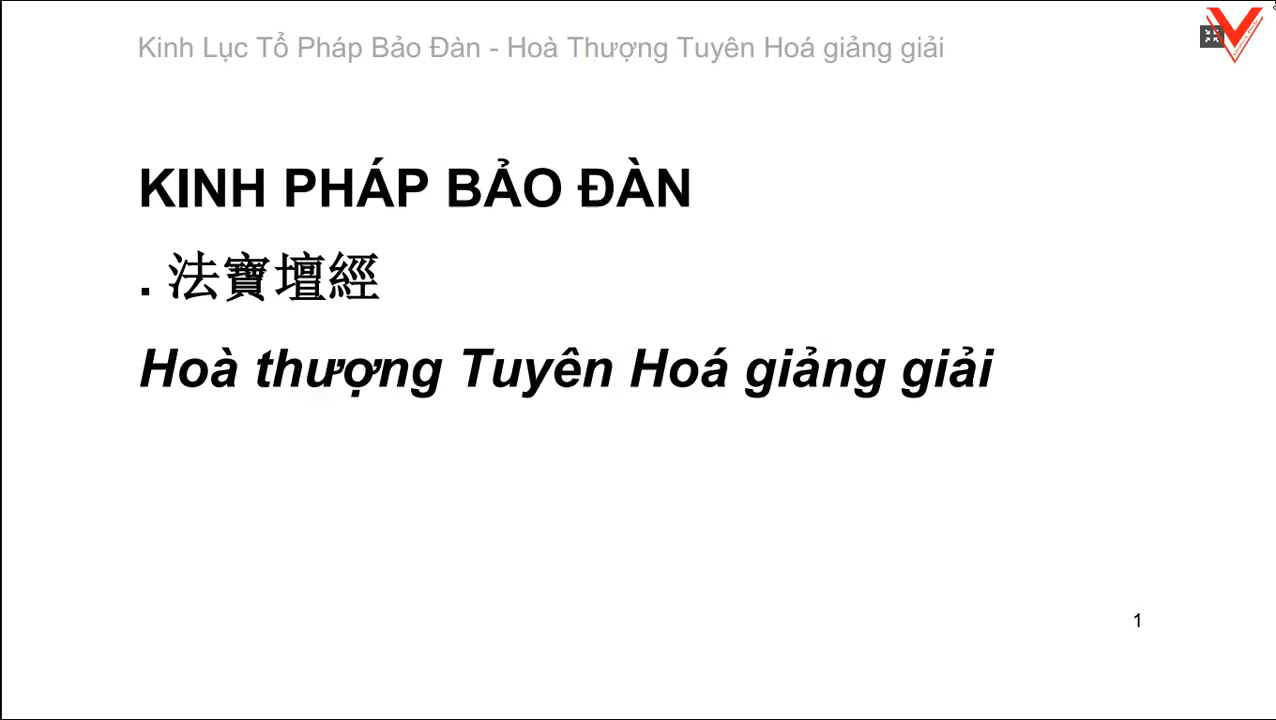 Kinh Lục Tổ Pháp Bảo Đàn - Hoà Thượng Tuyên Hoá giảng giải
KINH PHÁP BẢO ĐÀN
. 法寶壇經
Hoà thượng Tuyên Hoá giảng giải
1